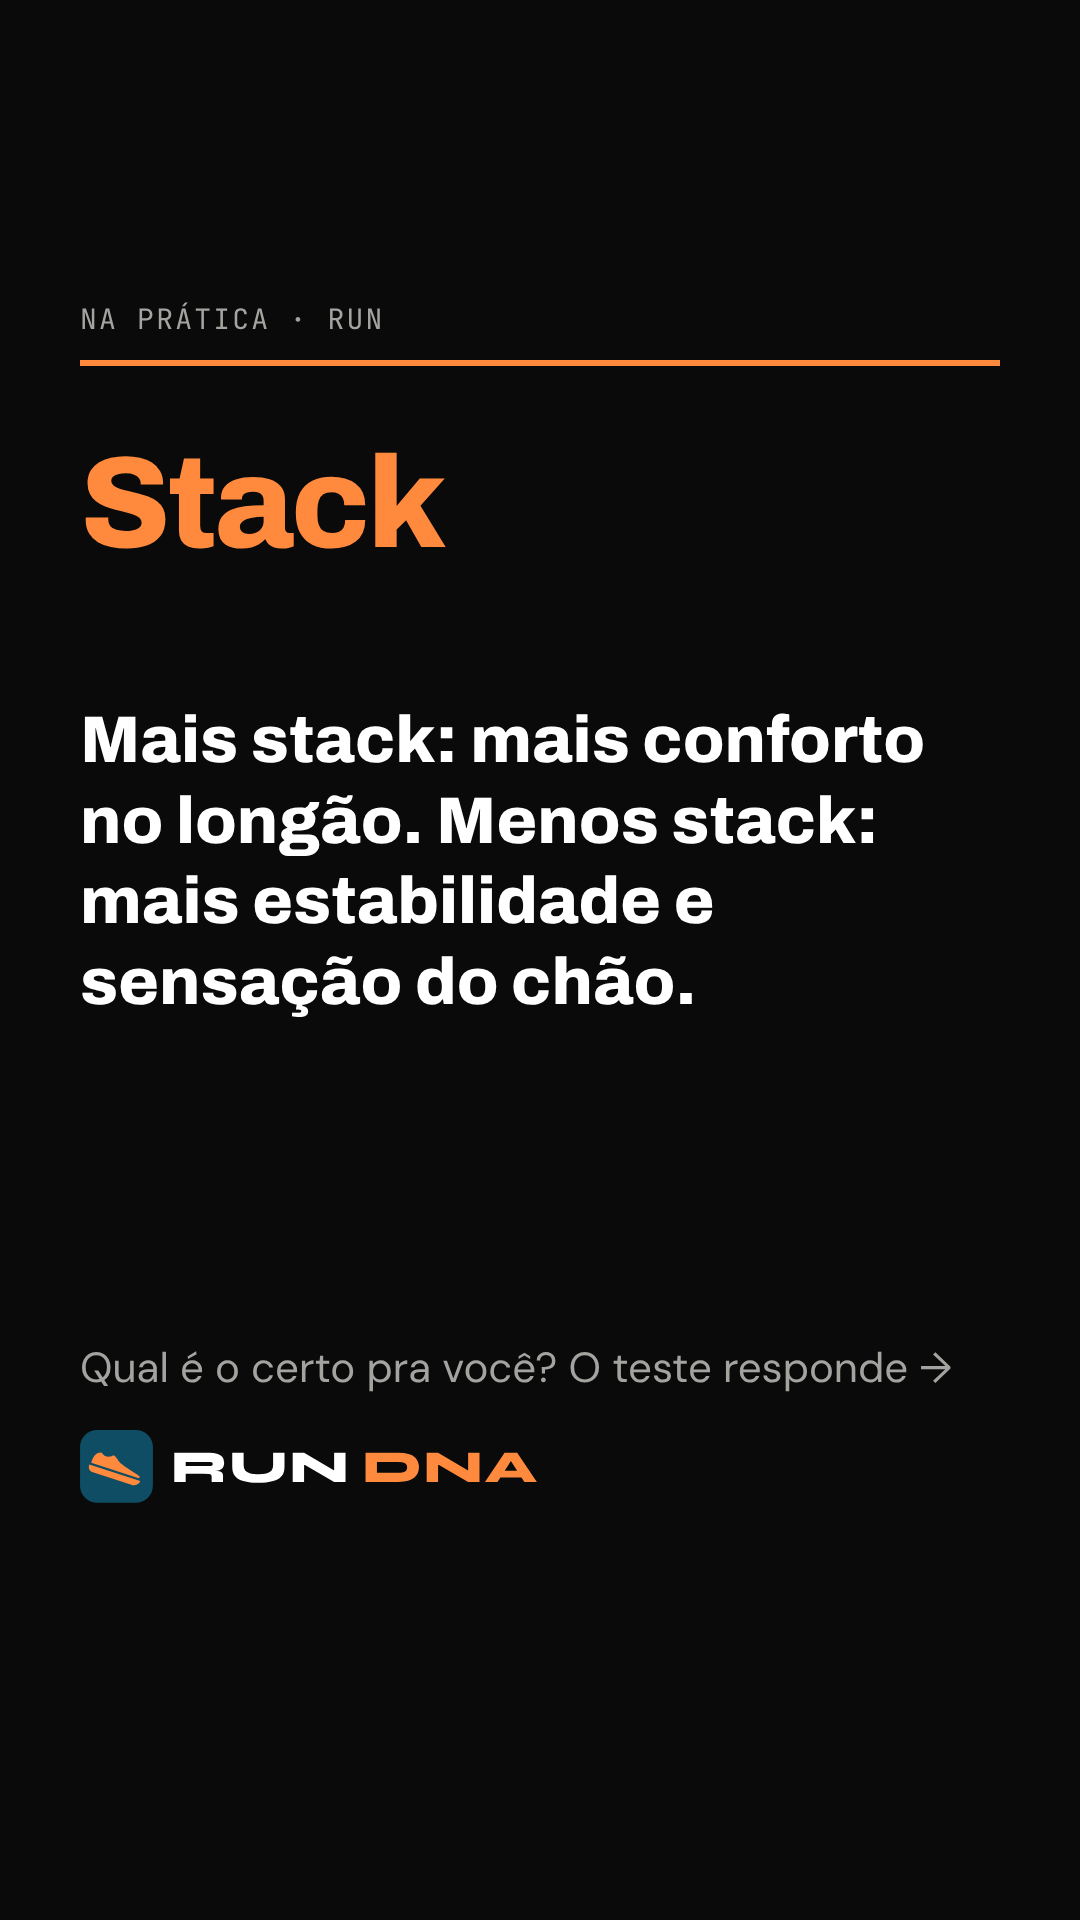 NA PRÁTICA · RUN
Stack
Mais stack: mais conforto
no longão. Menos stack:
mais estabilidade e
sensação do chão.
Qual é o certo pra você? O teste responde →
RUN DNA